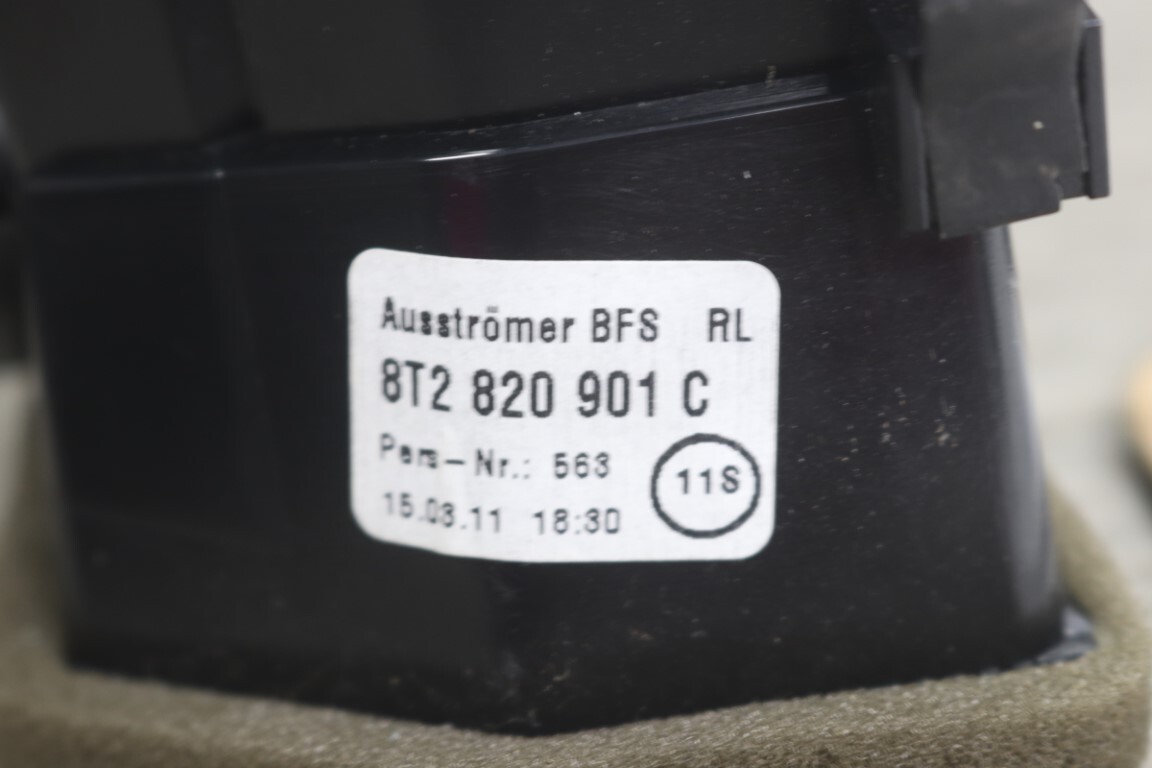 Ausströmer BFS RL
8T2 820 901 C
Pers-Nr.: 563
15.03.11 18:30
11S